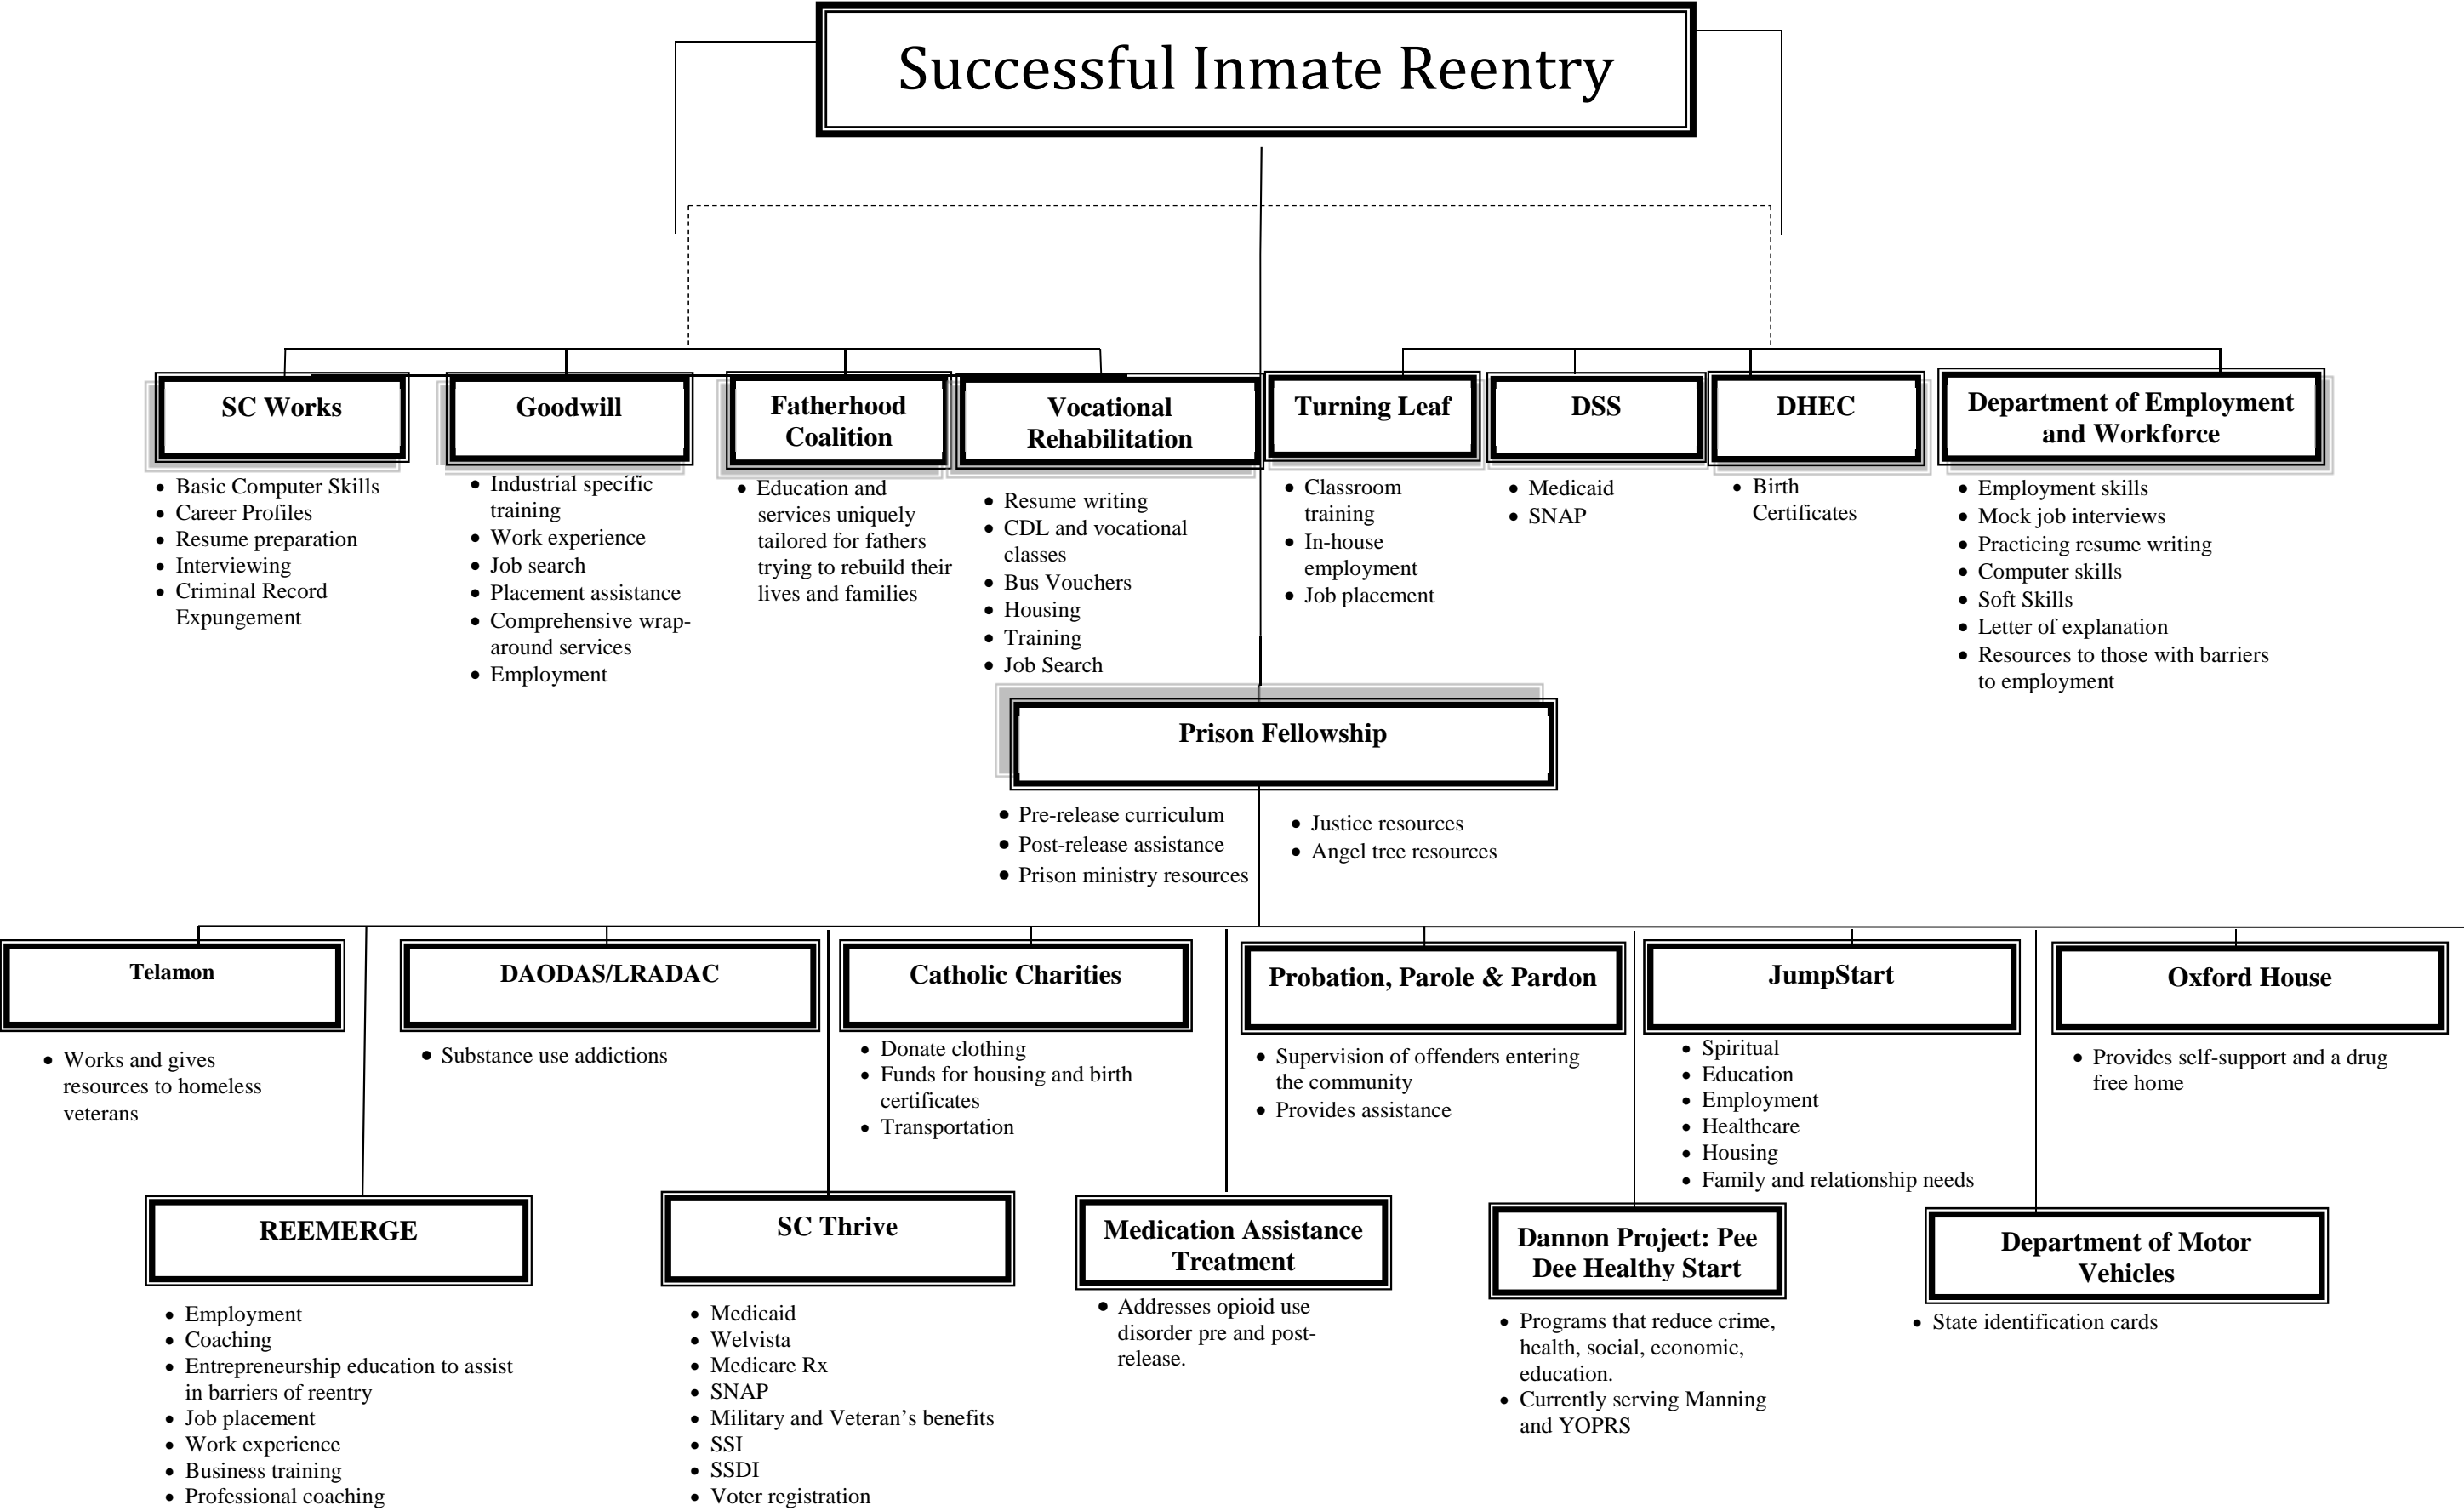 Successful Inmate Reentry
SC Works
• Basic Computer Skills
• Career Profiles
• Resume preparation
• Interviewing
• Criminal Record
Expungement
Goodwill
• Industrial specific
training
• Work experience
• Job search
• Placement assistance
• Comprehensive wrap-
around services
• Employment
Fatherhood
Coalition
• Education and
services uniquely
tailored for fathers
trying to rebuild their
lives and families
Vocational
Rehabilitation
• Resume writing
• CDL and vocational
classes
• Bus Vouchers
• Housing
• Training
• Job Search
Turning Leaf
• Classroom
training
• In-house
employment
• Job placement
DSS
• Medicaid
• SNAP
DHEC
• Birth
Certificates
Department of Employment
and Workforce
• Employment skills
• Mock job interviews
• Practicing resume writing
• Computer skills
• Soft Skills
• Letter of explanation
• Resources to those with barriers
to employment
Prison Fellowship
• Pre-release curriculum
• Post-release assistance
• Prison ministry resources
• Justice resources
• Angel tree resources
Telamon
• Works and gives
resources to homeless
veterans
DAODAS/LRADAC
• Substance use addictions
Catholic Charities
• Donate clothing
• Funds for housing and birth
certificates
• Transportation
Probation, Parole & Pardon
• Supervision of offenders entering
the community
• Provides assistance
JumpStart
• Spiritual
• Education
• Employment
• Healthcare
• Housing
• Family and relationship needs
Oxford House
• Provides self-support and a drug
free home
REEMERGE
• Employment
• Coaching
• Entrepreneurship education to assist
in barriers of reentry
• Job placement
• Work experience
• Business training
• Professional coaching
SC Thrive
• Medicaid
• Welvista
• Medicare Rx
• SNAP
• Military and Veteran’s benefits
• SSI
• SSDI
• Voter registration
Medication Assistance
Treatment
• Addresses opioid use
disorder pre and post-
release.
Dannon Project: Pee
Dee Healthy Start
• Programs that reduce crime,
health, social, economic,
education.
• Currently serving Manning
and YOPRS
Department of Motor
Vehicles
• State identification cards